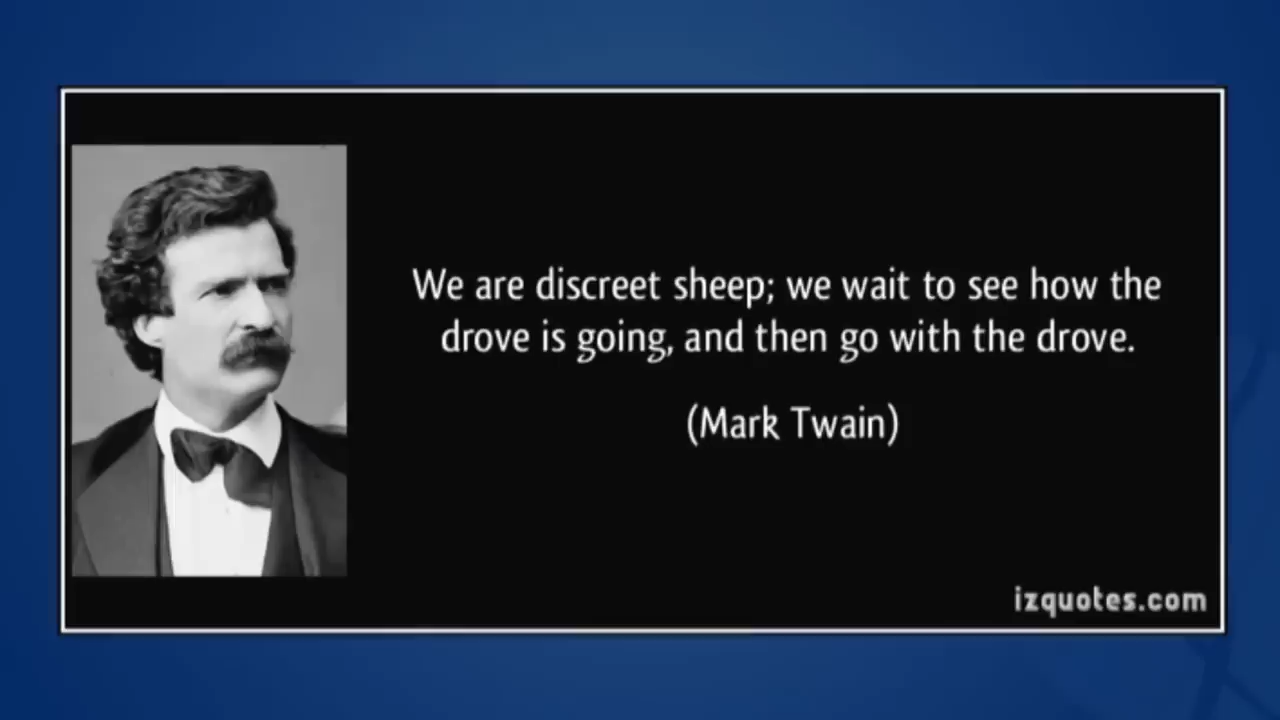 We are discreet sheep; we wait to see how the
drove is going, and then go with the drove.
(Mark Twain)
izquotes.com